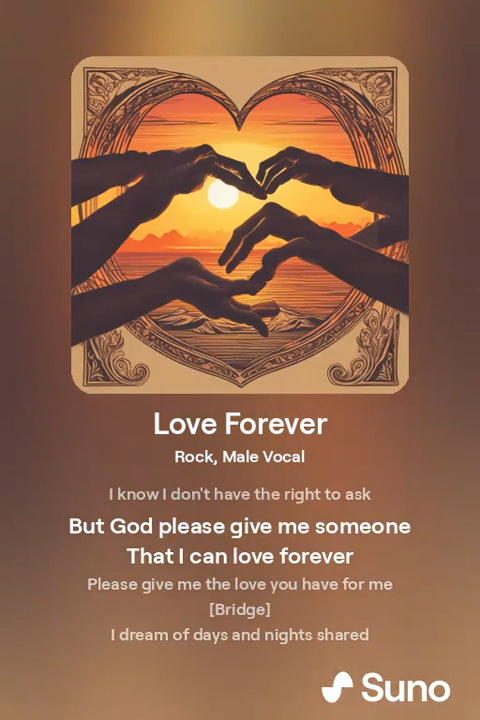 Love Forever
Rock, Male Vocal
I know I don't have the right to ask
But God please give me someone
That I can love forever
Please give me the love you have for me
[Bridge]
I dream of days and nights shared
Suno